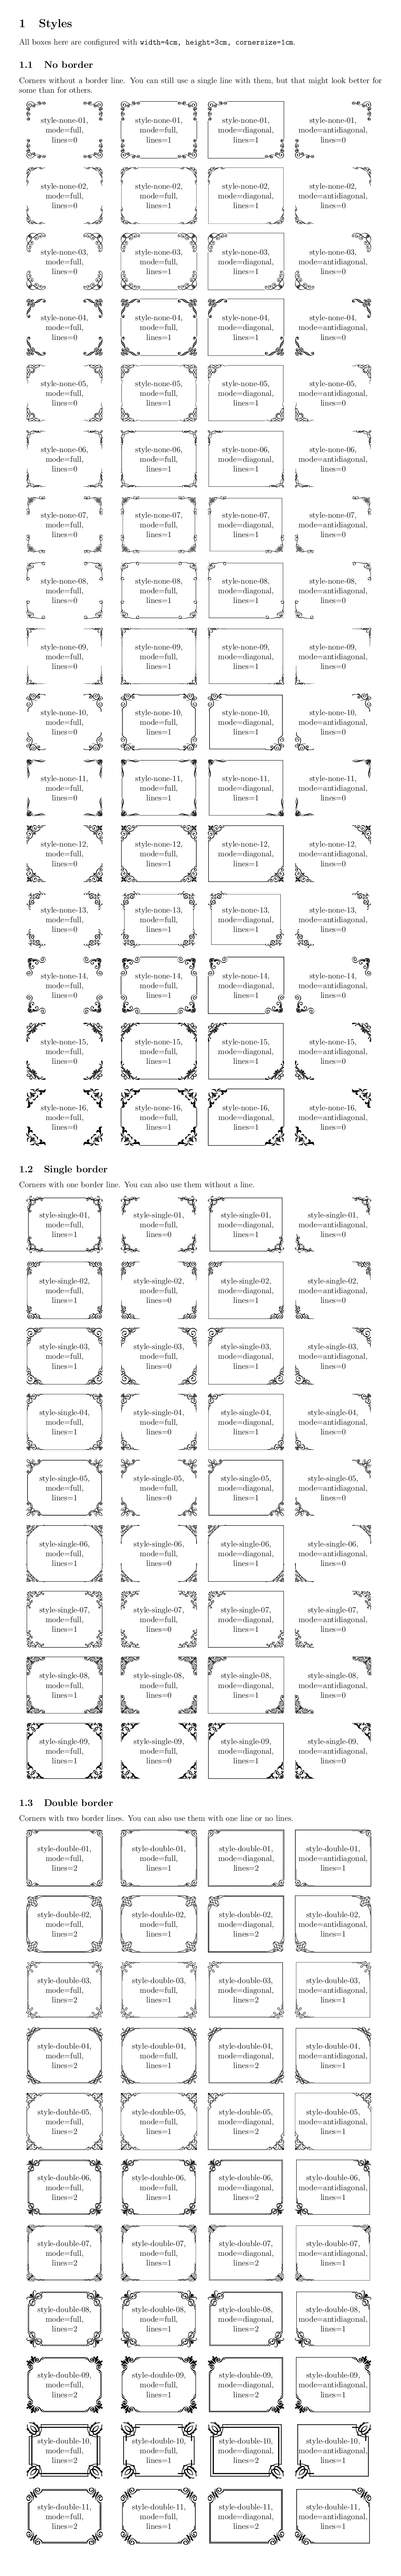 1 Styles
All boxes here are configured with width=4cm, height=3cm, cornersize=1cm.
1.1 No border
Corners without a border line. You can still use a single line with them, but that might look better for
some than for others.
style-none-01,
mode=full,
lines=0
style-none-01,
mode=full,
lines=1
style-none-01,
mode=diagonal,
lines=1
style-none-01,
mode=antidiagonal,
lines=0
style-none-02,
mode=full,
lines=0
style-none-02,
mode=full,
lines=1
style-none-02,
mode=diagonal,
lines=1
style-none-02,
mode=antidiagonal,
lines=0
style-none-03,
mode=full,
lines=0
style-none-03,
mode=full,
lines=1
style-none-03,
mode=diagonal,
lines=1
style-none-03,
mode=antidiagonal,
lines=0
style-none-04,
mode=full,
lines=0
style-none-04,
mode=full,
lines=1
style-none-04,
mode=diagonal,
lines=1
style-none-04,
mode=antidiagonal,
lines=0
style-none-05,
mode=full,
lines=0
style-none-05,
mode=full,
lines=1
style-none-05,
mode=diagonal,
lines=1
style-none-05,
mode=antidiagonal,
lines=0
style-none-06,
mode=full,
lines=0
style-none-06,
mode=full,
lines=1
style-none-06,
mode=diagonal,
lines=1
style-none-06,
mode=antidiagonal,
lines=0
style-none-07,
mode=full,
lines=0
style-none-07,
mode=full,
lines=1
style-none-07,
mode=diagonal,
lines=1
style-none-07,
mode=antidiagonal,
lines=0
style-none-08,
mode=full,
lines=0
style-none-08,
mode=full,
lines=1
style-none-08,
mode=diagonal,
lines=1
style-none-08,
mode=antidiagonal,
lines=0
style-none-09,
mode=full,
lines=0
style-none-09,
mode=full,
lines=1
style-none-09,
mode=diagonal,
lines=1
style-none-09,
mode=antidiagonal,
lines=0
style-none-10,
mode=full,
lines=0
style-none-10,
mode=full,
lines=1
style-none-10,
mode=diagonal,
lines=1
style-none-10,
mode=antidiagonal,
lines=0
style-none-11,
mode=full,
lines=0
style-none-11,
mode=full,
lines=1
style-none-11,
mode=diagonal,
lines=1
style-none-11,
mode=antidiagonal,
lines=0
style-none-12,
mode=full,
lines=0
style-none-12,
mode=full,
lines=1
style-none-12,
mode=diagonal,
lines=1
style-none-12,
mode=antidiagonal,
lines=0
style-none-13,
mode=full,
lines=0
style-none-13,
mode=full,
lines=1
style-none-13,
mode=diagonal,
lines=1
style-none-13,
mode=antidiagonal,
lines=0
style-none-14,
mode=full,
lines=0
style-none-14,
mode=full,
lines=1
style-none-14,
mode=diagonal,
lines=1
style-none-14,
mode=antidiagonal,
lines=0
style-none-15,
mode=full,
lines=0
style-none-15,
mode=full,
lines=1
style-none-15,
mode=diagonal,
lines=1
style-none-15,
mode=antidiagonal,
lines=0
style-none-16,
mode=full,
lines=0
style-none-16,
mode=full,
lines=1
style-none-16,
mode=diagonal,
lines=1
style-none-16,
mode=antidiagonal,
lines=0
1.2 Single border
Corners with one border line. You can also use them without a line.
style-single-01,
mode=full,
lines=1
style-single-01,
mode=full,
lines=0
style-single-01,
mode=diagonal,
lines=1
style-single-01,
mode=antidiagonal,
lines=0
style-single-02,
mode=full,
lines=1
style-single-02,
mode=full,
lines=0
style-single-02,
mode=diagonal,
lines=1
style-single-02,
mode=antidiagonal,
lines=0
style-single-03,
mode=full,
lines=1
style-single-03,
mode=full,
lines=0
style-single-03,
mode=diagonal,
lines=1
style-single-03,
mode=antidiagonal,
lines=0
style-single-04,
mode=full,
lines=1
style-single-04,
mode=full,
lines=0
style-single-04,
mode=diagonal,
lines=1
style-single-04,
mode=antidiagonal,
lines=0
style-single-05,
mode=full,
lines=1
style-single-05,
mode=full,
lines=0
style-single-05,
mode=diagonal,
lines=1
style-single-05,
mode=antidiagonal,
lines=0
style-single-06,
mode=full,
lines=1
style-single-06,
mode=full,
lines=0
style-single-06,
mode=diagonal,
lines=1
style-single-06,
mode=antidiagonal,
lines=0
style-single-07,
mode=full,
lines=1
style-single-07,
mode=full,
lines=0
style-single-07,
mode=diagonal,
lines=1
style-single-07,
mode=antidiagonal,
lines=0
style-single-08,
mode=full,
lines=1
style-single-08,
mode=full,
lines=0
style-single-08,
mode=diagonal,
lines=1
style-single-08,
mode=antidiagonal,
lines=0
style-single-09,
mode=full,
lines=1
style-single-09,
mode=full,
lines=0
style-single-09,
mode=diagonal,
lines=1
style-single-09,
mode=antidiagonal,
lines=0
1.3 Double border
Corners with two border lines. You can also use them with one line or no lines.
style-double-01,
mode=full,
lines=2
style-double-01,
mode=full,
lines=1
style-double-01,
mode=diagonal,
lines=2
style-double-01,
mode=antidiagonal,
lines=1
style-double-02,
mode=full,
lines=2
style-double-02,
mode=full,
lines=1
style-double-02,
mode=diagonal,
lines=2
style-double-02,
mode=antidiagonal,
lines=1
style-double-03,
mode=full,
lines=2
style-double-03,
mode=full,
lines=1
style-double-03,
mode=diagonal,
lines=2
style-double-03,
mode=antidiagonal,
lines=1
style-double-04,
mode=full,
lines=2
style-double-04,
mode=full,
lines=1
style-double-04,
mode=diagonal,
lines=2
style-double-04,
mode=antidiagonal,
lines=1
style-double-05,
mode=full,
lines=2
style-double-05,
mode=full,
lines=1
style-double-05,
mode=diagonal,
lines=2
style-double-05,
mode=antidiagonal,
lines=1
style-double-06,
mode=full,
lines=2
style-double-06,
mode=full,
lines=1
style-double-06,
mode=diagonal,
lines=2
style-double-06,
mode=antidiagonal,
lines=1
style-double-07,
mode=full,
lines=2
style-double-07,
mode=full,
lines=1
style-double-07,
mode=diagonal,
lines=2
style-double-07,
mode=antidiagonal,
lines=1
style-double-08,
mode=full,
lines=2
style-double-08,
mode=full,
lines=1
style-double-08,
mode=diagonal,
lines=2
style-double-08,
mode=antidiagonal,
lines=1
style-double-09,
mode=full,
lines=2
style-double-09,
mode=full,
lines=1
style-double-09,
mode=diagonal,
lines=2
style-double-09,
mode=antidiagonal,
lines=1
style-double-10,
mode=full,
lines=2
style-double-10,
mode=full,
lines=1
style-double-10,
mode=diagonal,
lines=2
style-double-10,
mode=antidiagonal,
lines=1
style-double-11,
mode=full,
lines=2
style-double-11,
mode=full,
lines=1
style-double-11,
mode=diagonal,
lines=2
style-double-11,
mode=antidiagonal,
lines=1